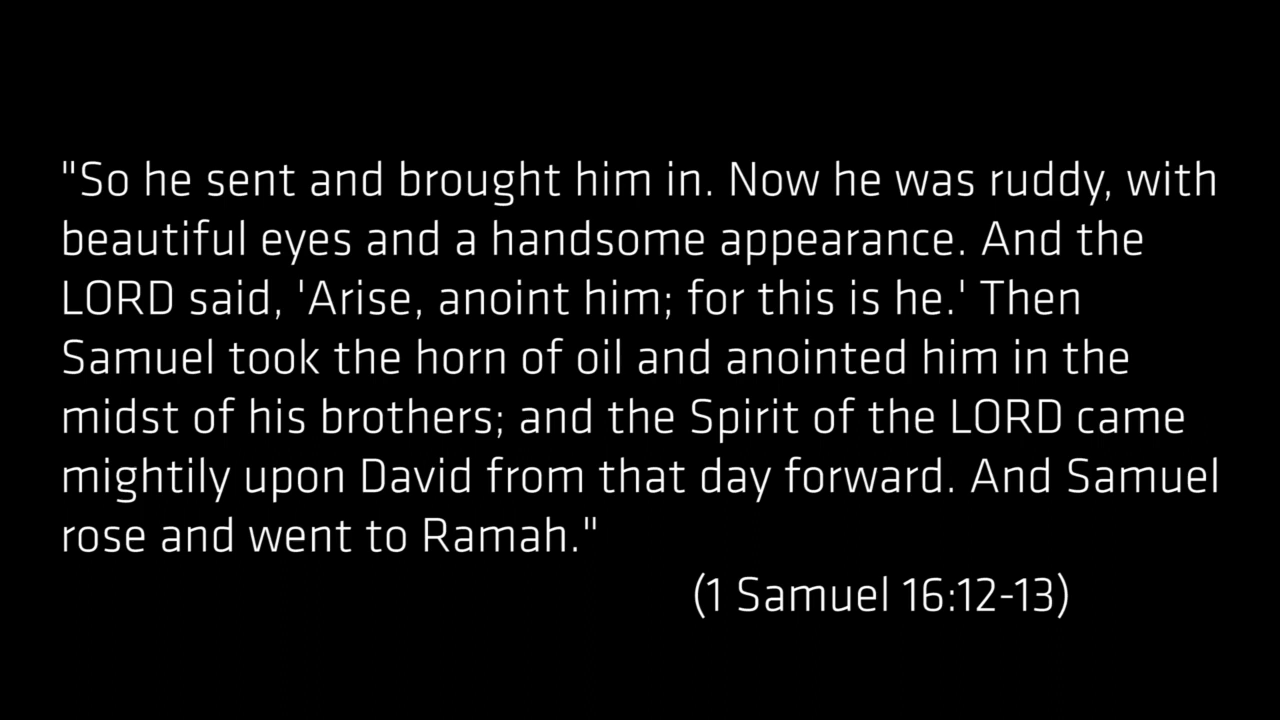 "So he sent and brought him in. Now he was ruddy, with
beautiful eyes and a handsome appearance. And the
LORD said, 'Arise, anoint him; for this is he.' Then
Samuel took the horn of oil and anointed him in the
midst of his brothers; and the Spirit of the LORD came
mightily upon David from that day forward. And Samuel
rose and went to Ramah."
(1 Samuel 16:12-13)